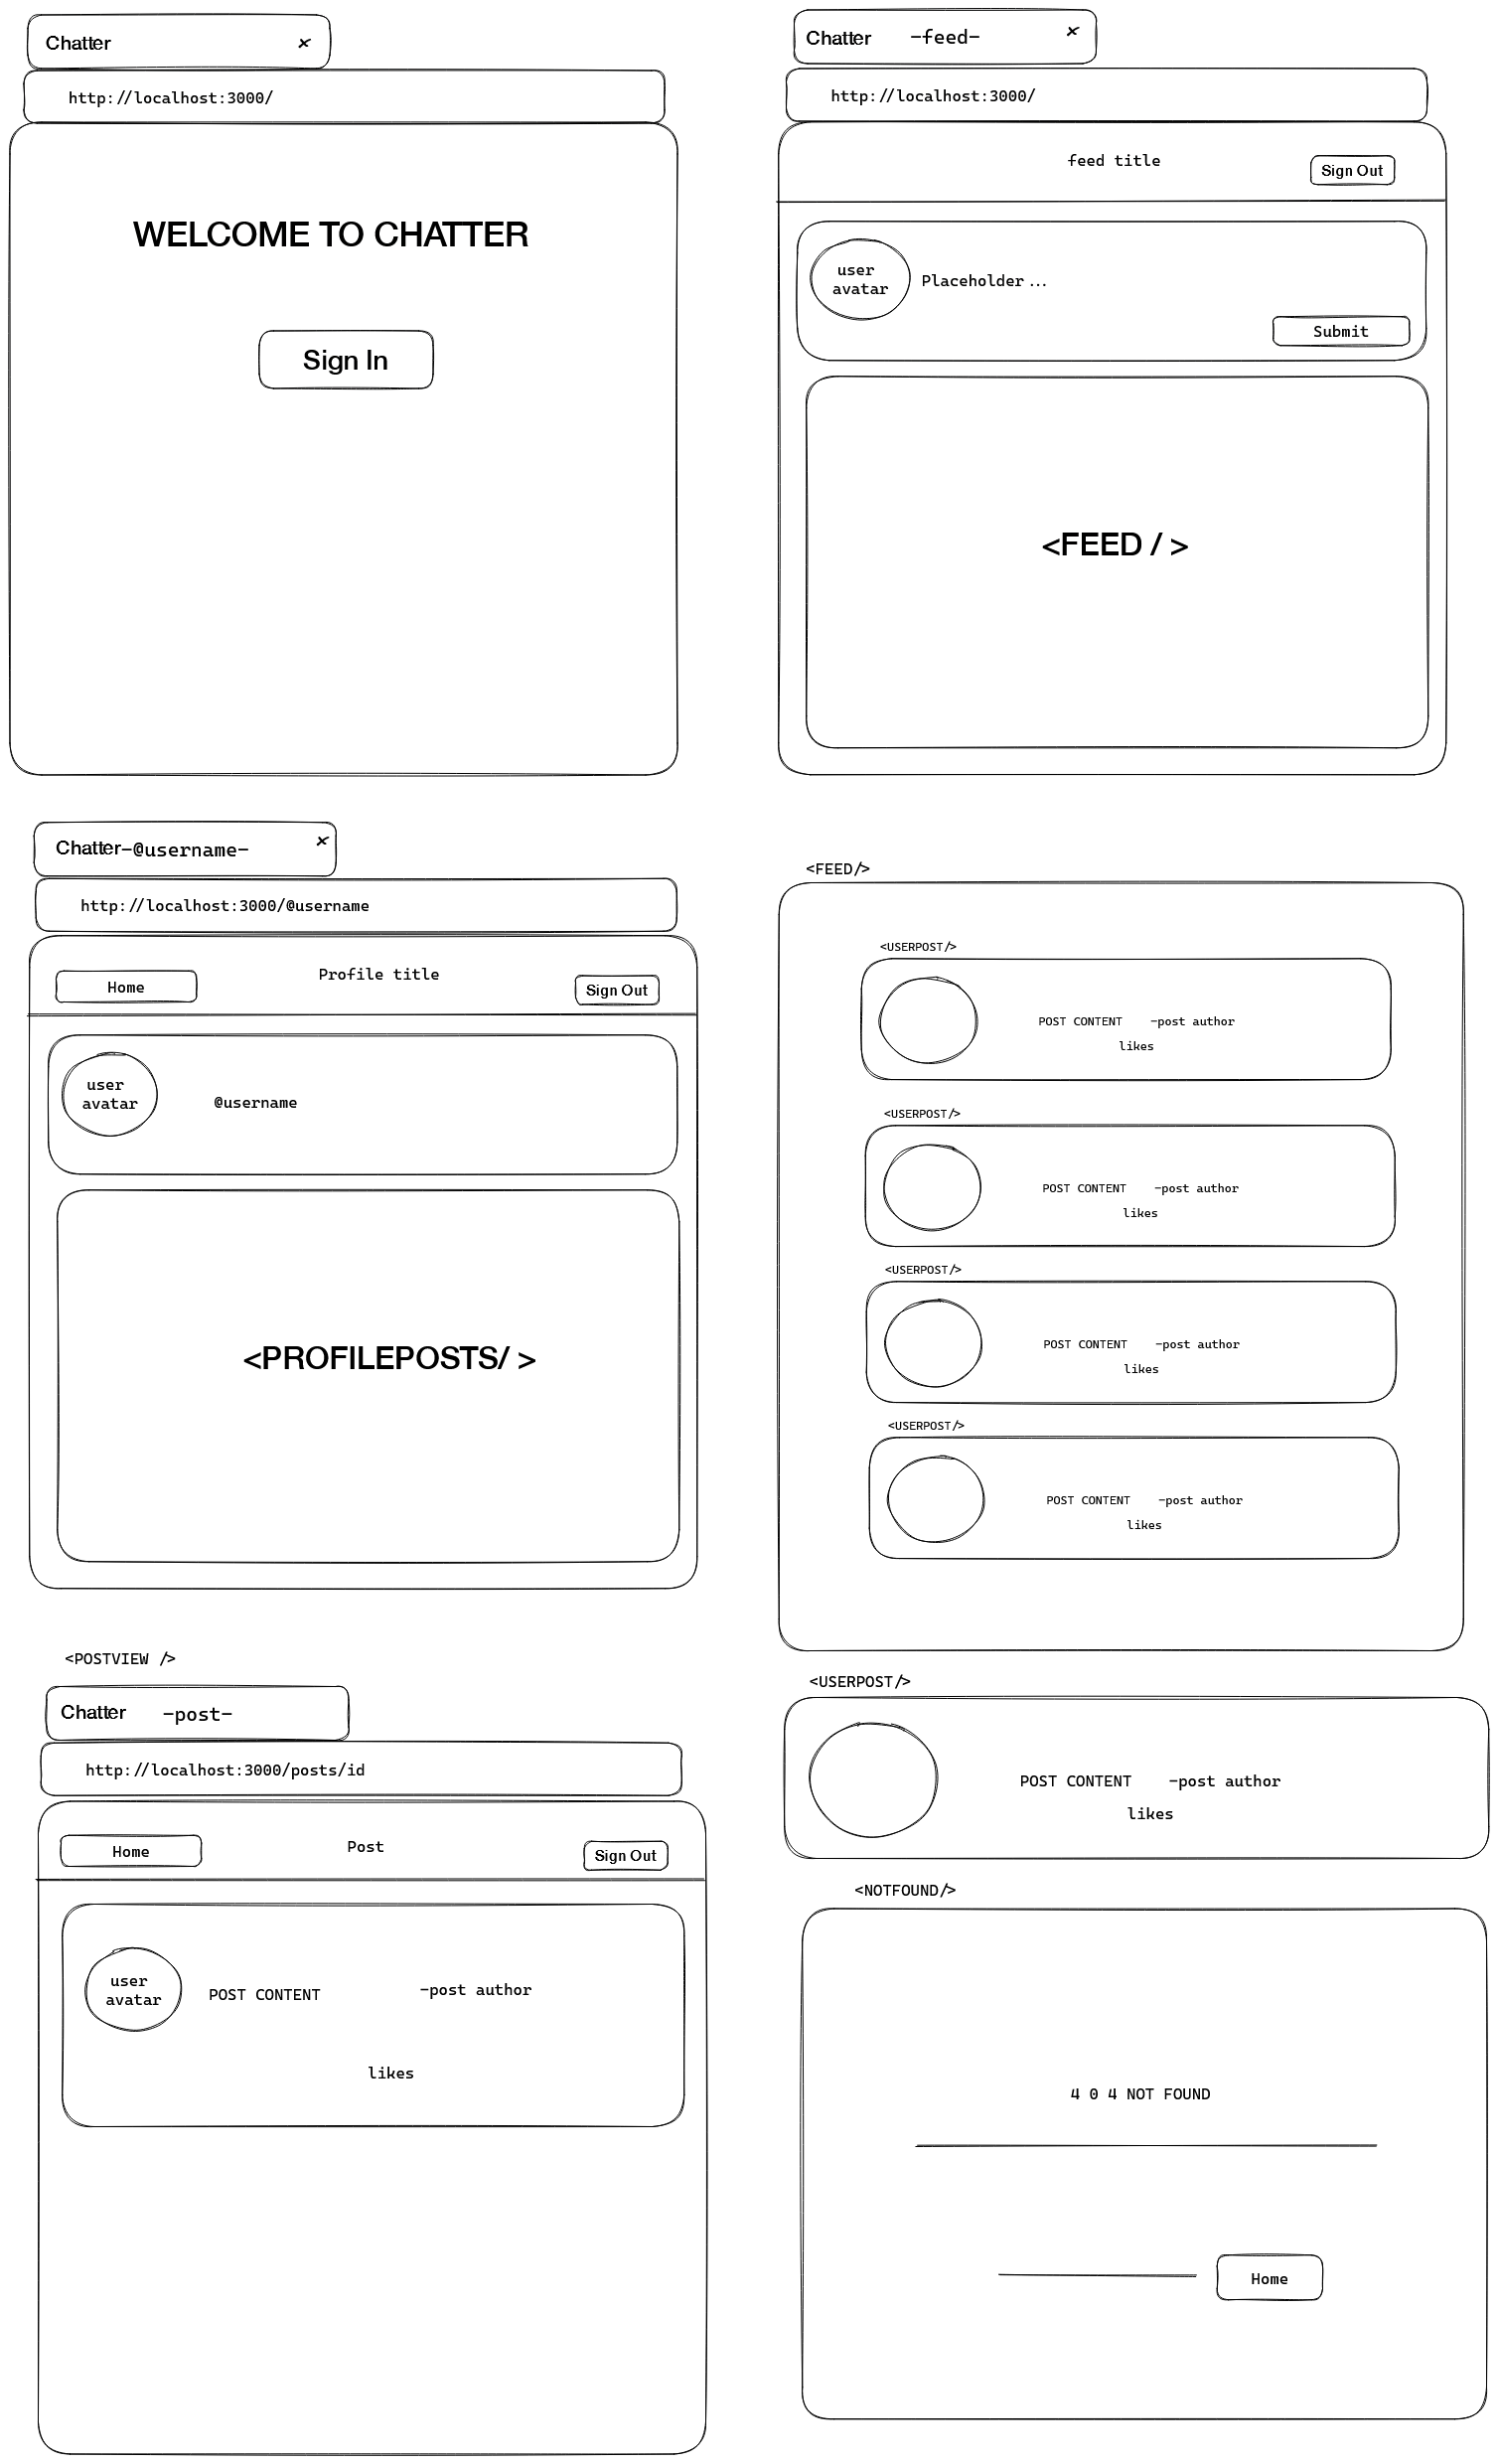 Chatter ×
http://localhost:3000/
WELCOME TO CHATTER
Sign In
Chatter -feed- ×
http://localhost:3000/
feed title
Sign Out
user
avatar
Placeholder...
Submit
<FEED / >
Chatter-@username- ×
http://localhost:3000/@username
Home
Profile title
Sign Out
user
avatar
@username
<PROFILEPOSTS/ >
<FEED/>
<USERPOST/>
POST CONTENT -post author
likes
<USERPOST/>
POST CONTENT -post author
likes
<USERPOST/>
POST CONTENT -post author
likes
<USERPOST/>
POST CONTENT -post author
likes
<POSTVIEW />
Chatter -post-
http://localhost:3000/posts/id
Home
Post
Sign Out
user
avatar
POST CONTENT
-post author
likes
<USERPOST/>
POST CONTENT -post author
likes
<NOTFOUND/>
4 0 4 NOT FOUND
Home